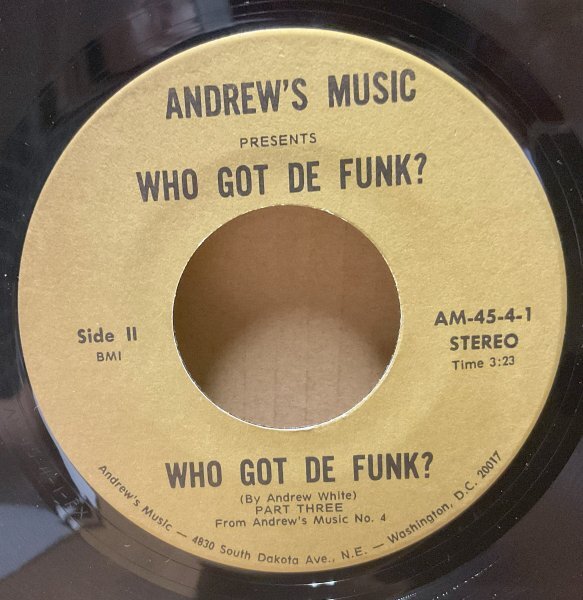 ANDREW'S MUSIC
PRESENTS
WHO GOT DE FUNK?
Side II
BMI
AM-45-4-1
STEREO
Time 3:23
WHO GOT DE FUNK?
(By Andrew White)
PART THREE
From Andrew's Music No. 4
Andrew's Music — 4830 South Dakota Ave., N.E. — Washington, D.C. 20017